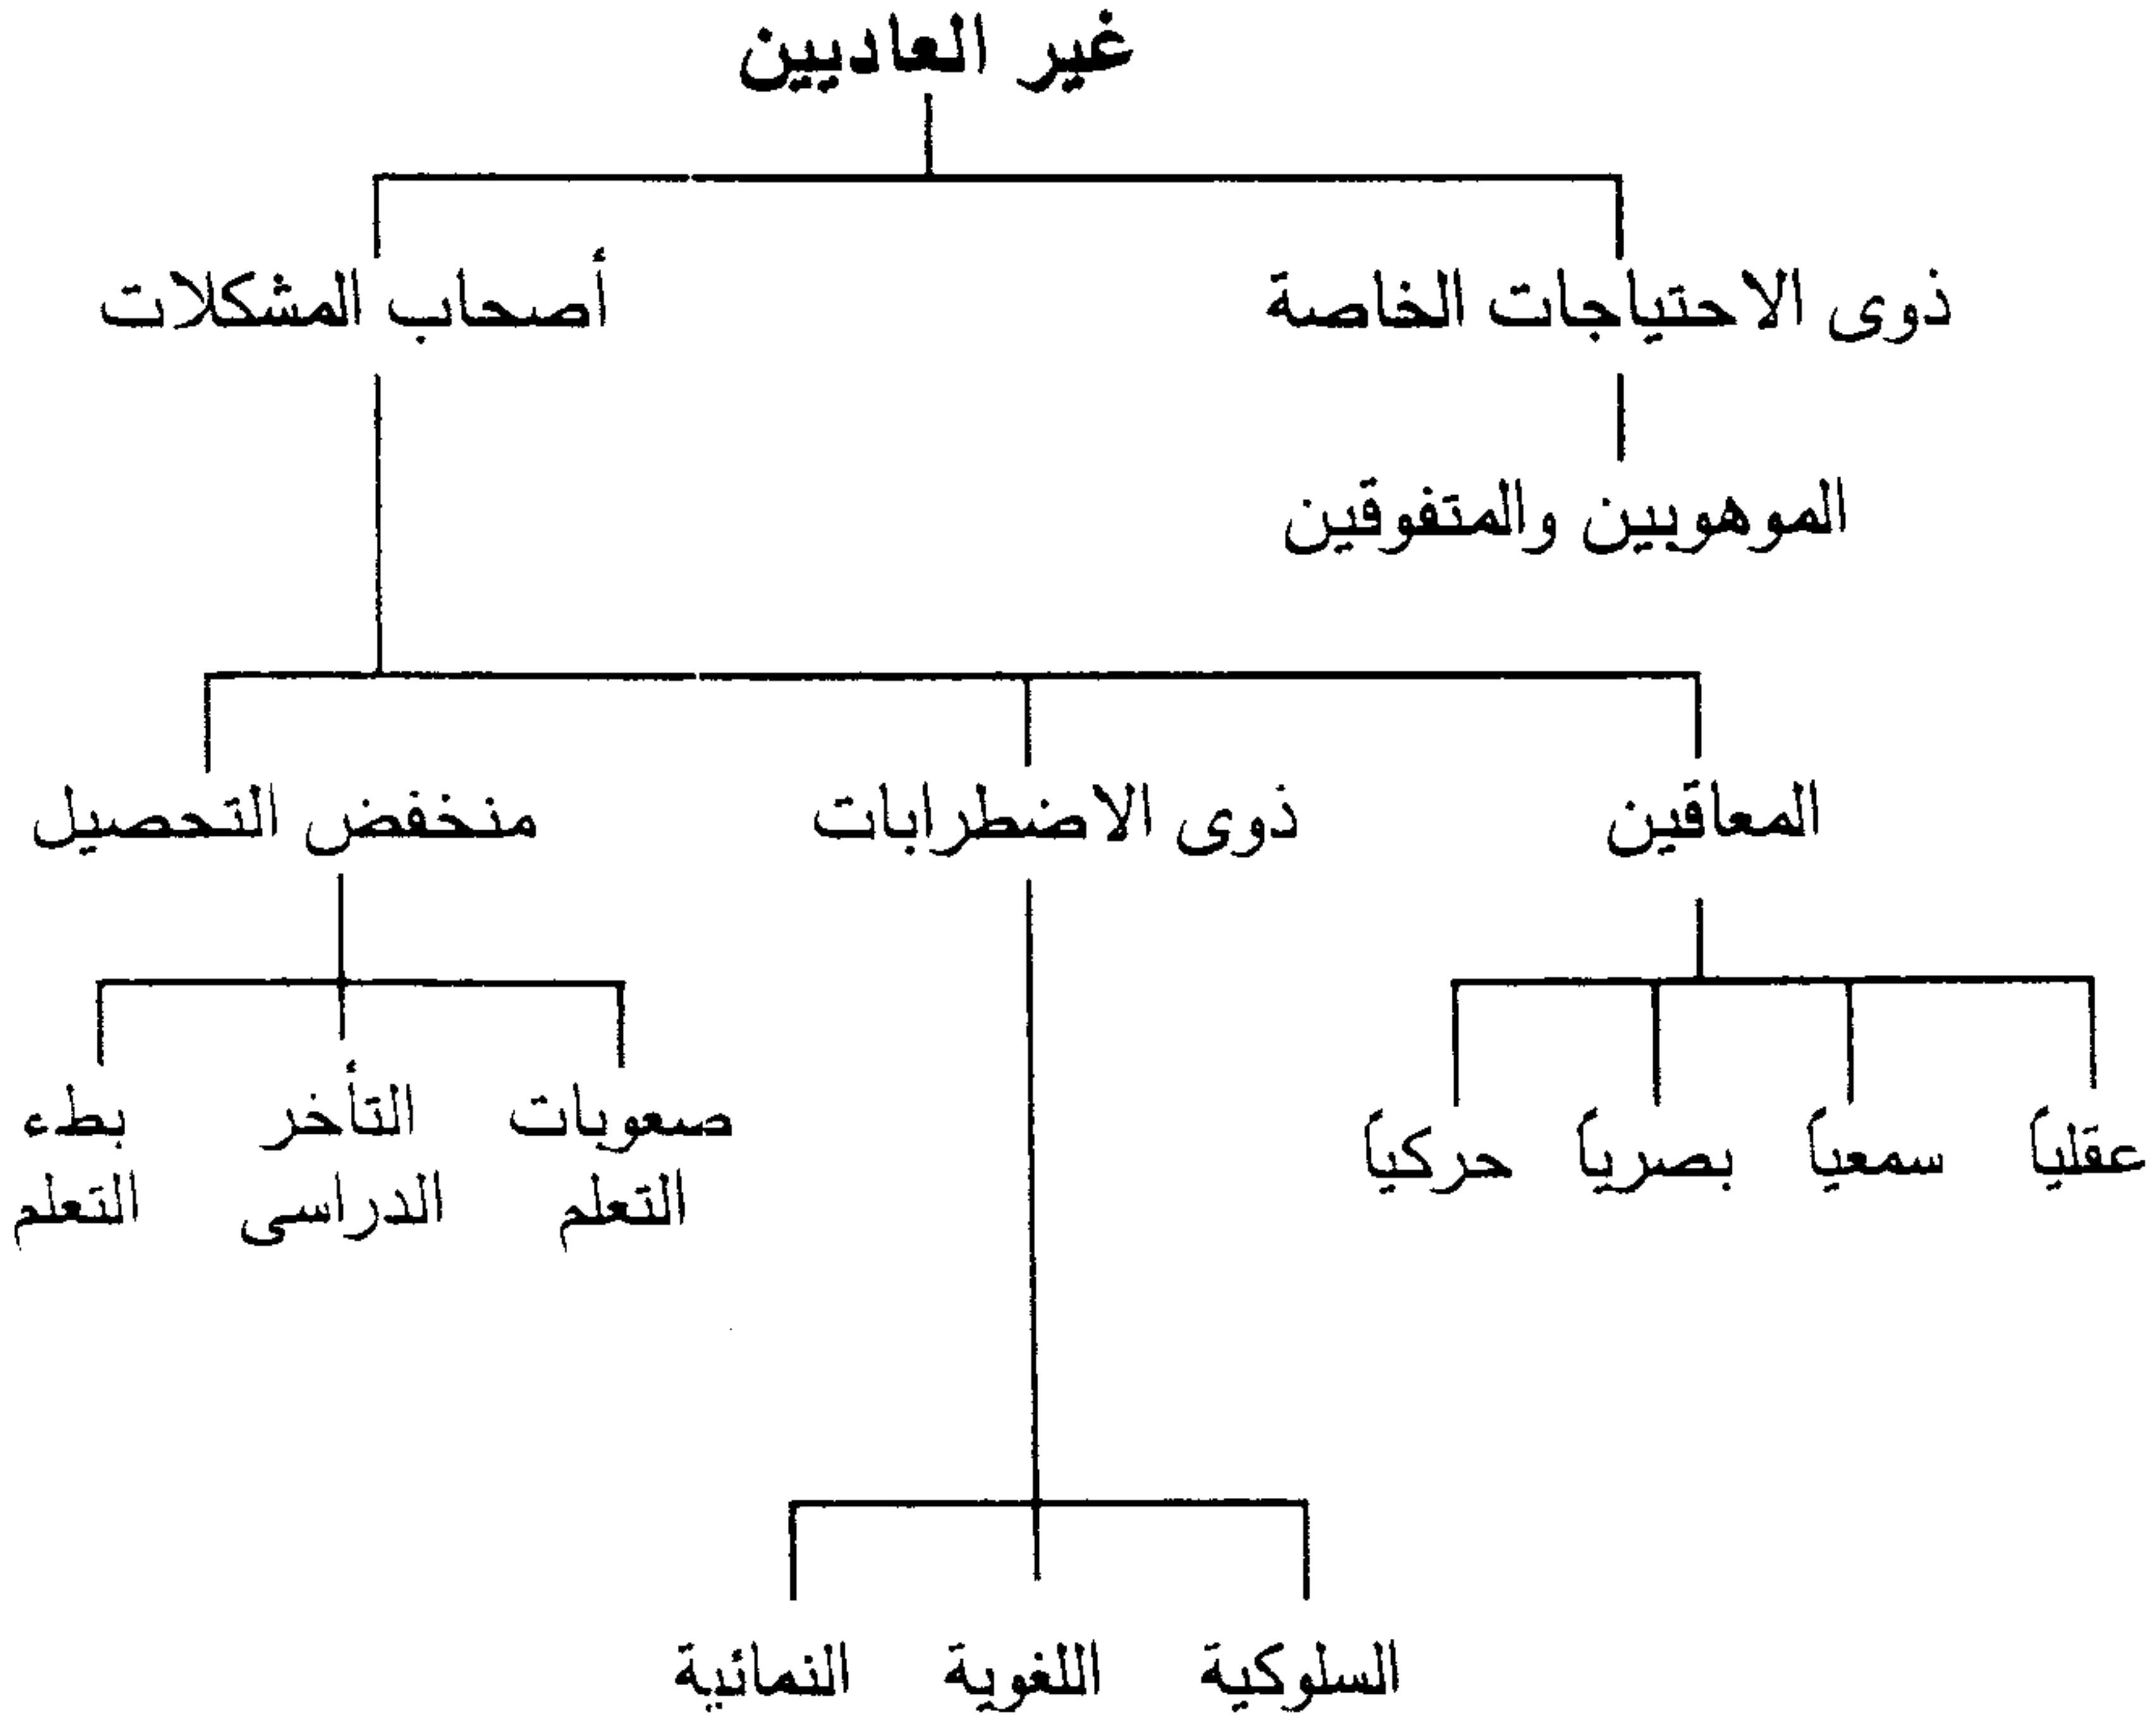 غير العاديين
ذوى الاحتياجات الخاصة
أصحاب المشكلات
الموهوبين والمتفوقين
المعاقين
ذوى الاضطرابات
منخفض التحصيل
عقلياً
سمعياً
بصرياً
حركياً
صعوبات
التعلم
التأخر
الدراسى
بطء
التعلم
السلوكية
اللغوية
النمائية